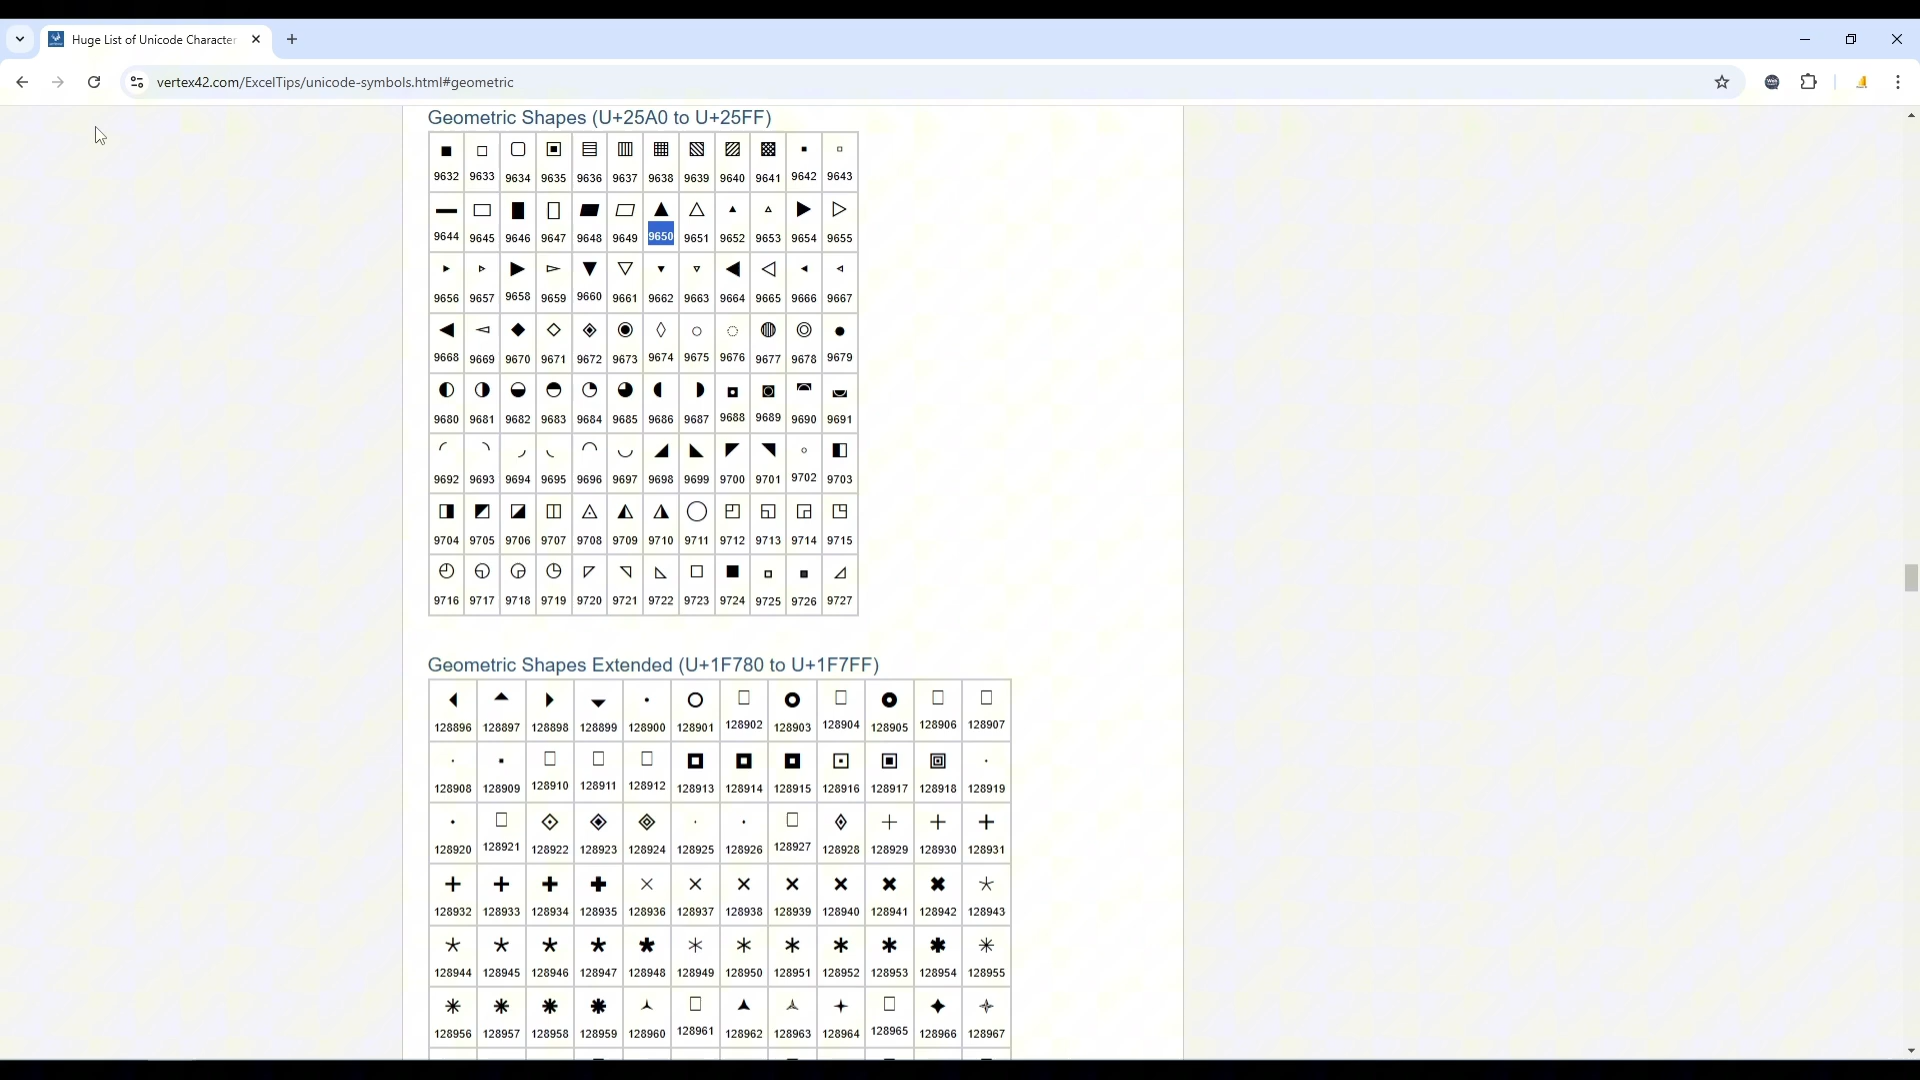 Huge List of Unicode Character
vertex42.com/ExcelTips/unicode-symbols.html#geometric
Geometric Shapes (U+25A0 to U+25FF)
■ □ ▢ ▣ ▤ ▥ ▦ ▧ ▨ ▩ ▪ ▫
9632 9633 9634 9635 9636 9637 9638 9639 9640 9641 9642 9643
▬ ▭ ▮ ▯ ▰ ▱ ▲ △ ▴ ▵ ▶ ▷
9644 9645 9646 9647 9648 9649 9650 9651 9652 9653 9654 9655
▸ ▹ ► ▻ ▼ ▽ ▾ ▿ ◀ ◁ ◂ ◃
9656 9657 9658 9659 9660 9661 9662 9663 9664 9665 9666 9667
◄ ◅ ◆ ◇ ◈ ◉ ◊ ○ ◌ ◍ ◎ ●
9668 9669 9670 9671 9672 9673 9674 9675 9676 9677 9678 9679
◐ ◑ ◒ ◓ ◔ ◕ ◖ ◗ ◘ ◙ ◚ ◛
9680 9681 9682 9683 9684 9685 9686 9687 9688 9689 9690 9691
◜ ◝ ◞ ◟ ◠ ◡ ◢ ◣ ◤ ◥ ◦ ◧
9692 9693 9694 9695 9696 9697 9698 9699 9700 9701 9702 9703
◨ ◩ ◪ ◫ ◬ ◭ ◮ ◯ ◰ ◱ ◲ ◳
9704 9705 9706 9707 9708 9709 9710 9711 9712 9713 9714 9715
◴ ◵ ◶ ◷ ◸ ◹ ◺ ◻ ◼ ◽ ◾ ◿
9716 9717 9718 9719 9720 9721 9722 9723 9724 9725 9726 9727
Geometric Shapes Extended (U+1F780 to U+1F7FF)
128896 128897 128898 128899 128900 128901 128902 128903 128904 128905 128906 128907
128908 128909 128910 128911 128912 128913 128914 128915 128916 128917 128918 128919
128920 128921 128922 128923 128924 128925 128926 128927 128928 128929 128930 128931
128932 128933 128934 128935 128936 128937 128938 128939 128940 128941 128942 128943
128944 128945 128946 128947 128948 128949 128950 128951 128952 128953 128954 128955
128956 128957 128958 128959 128960 128961 128962 128963 128964 128965 128966 128967